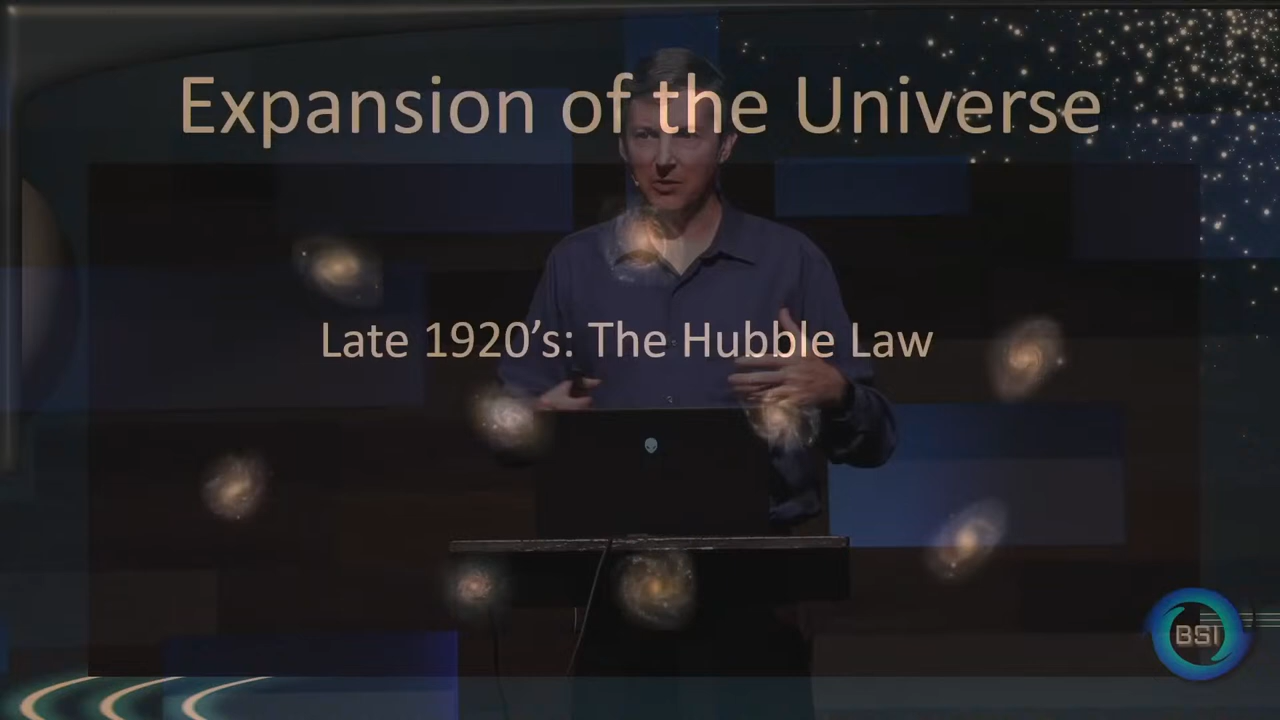 Expansion of the Universe
Late 1920’s: The Hubble Law
BSI